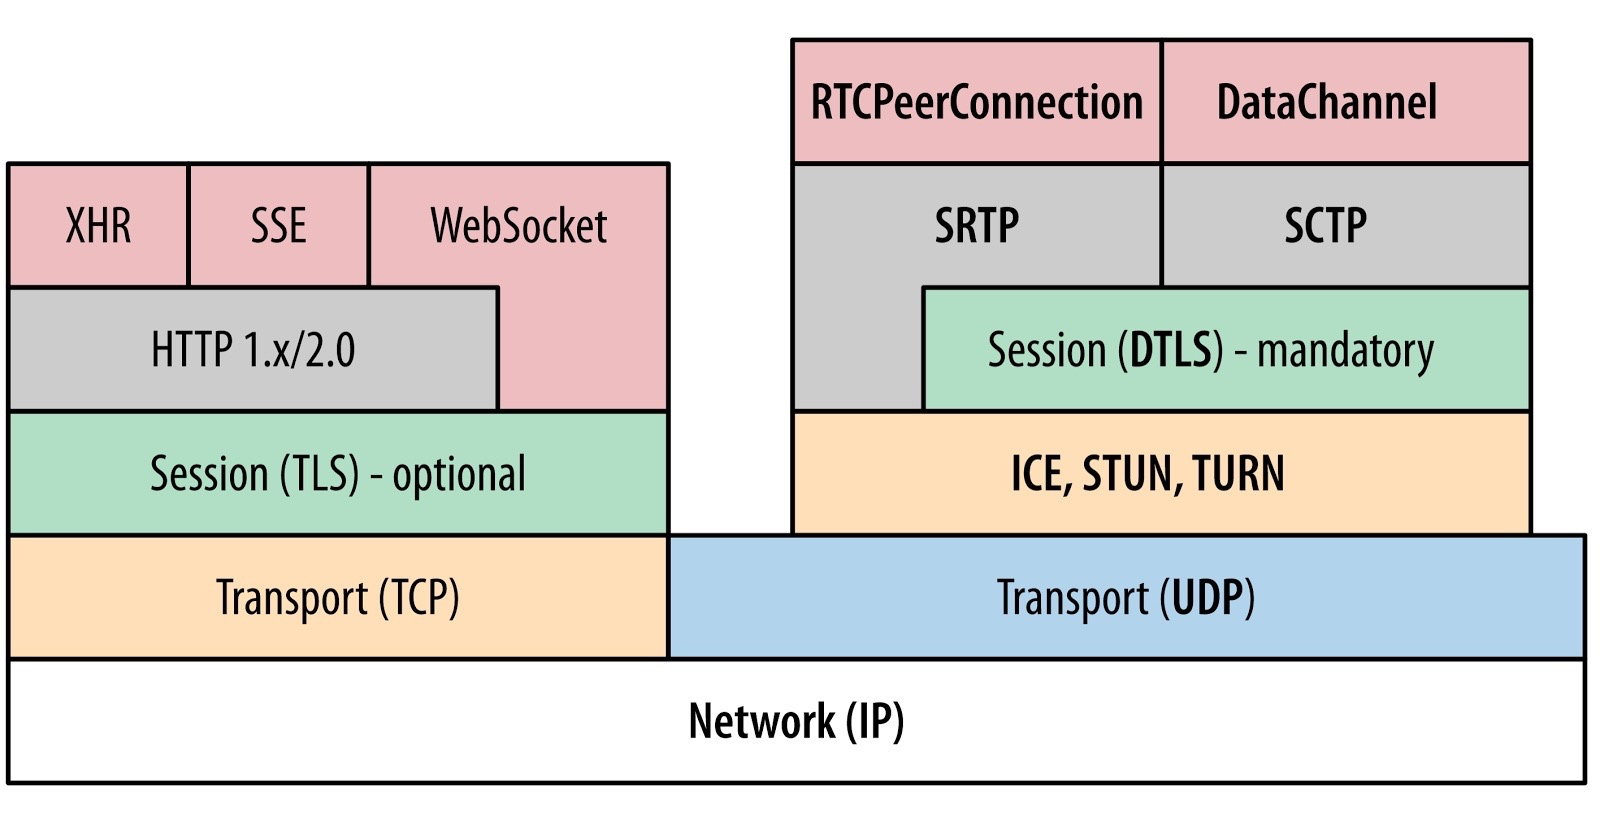 RTCPeerConnection
DataChannel
XHR
SSE
WebSocket
SRTP
SCTP
HTTP 1.x/2.0
Session (DTLS) - mandatory
Session (TLS) - optional
ICE, STUN, TURN
Transport (TCP)
Transport (UDP)
Network (IP)